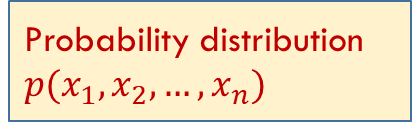 Probability distribution
p(x₁, x₂, …, xₙ)